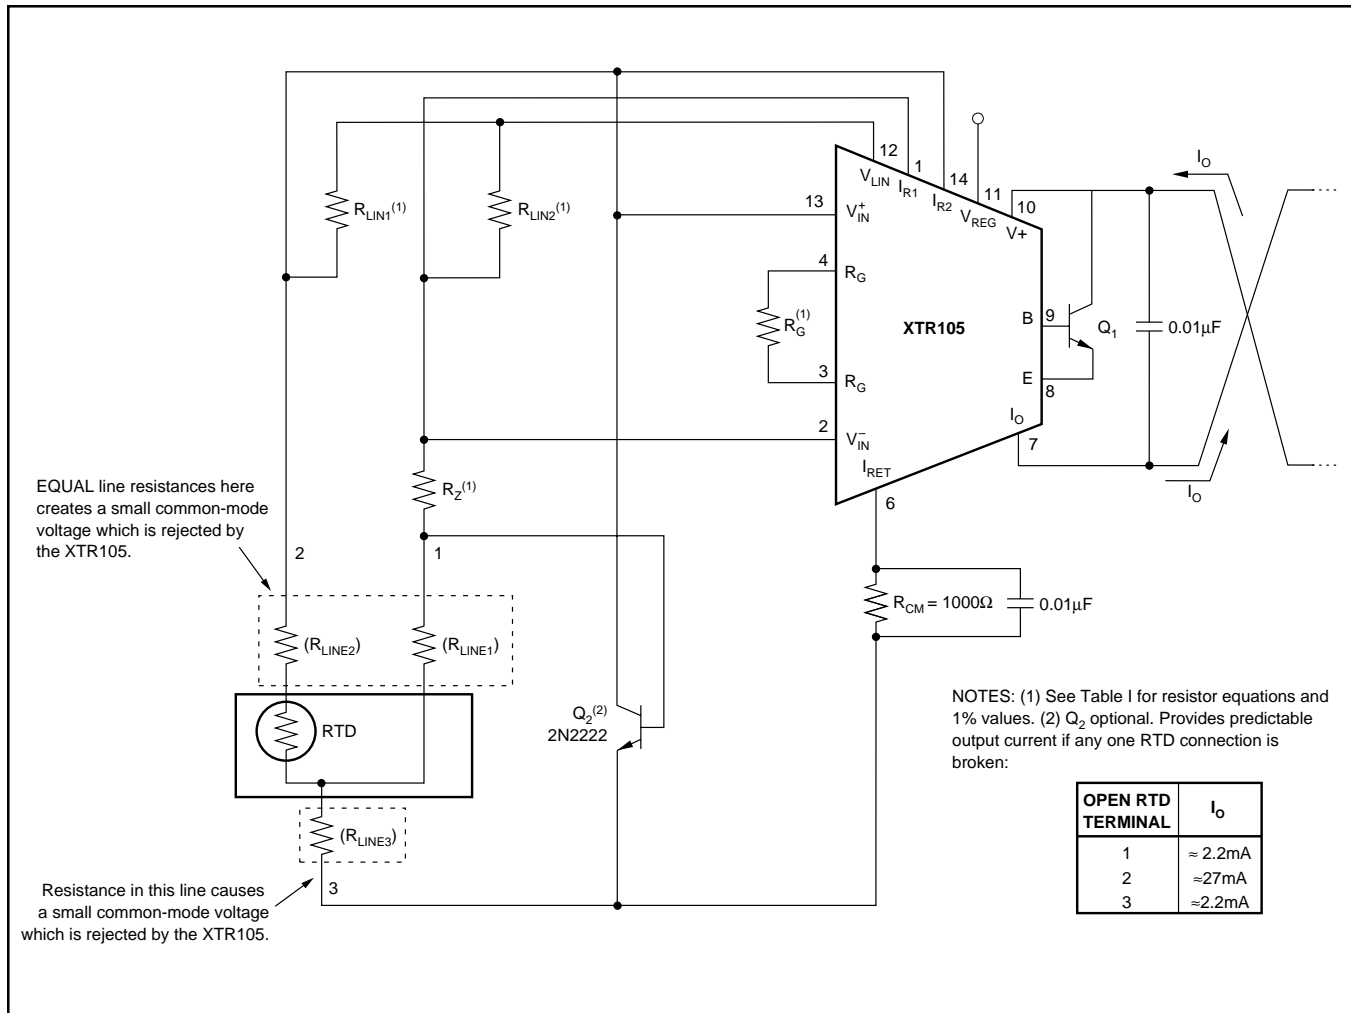 12
1
14
11
10
V_LIN
I_R1
I_R2
V_REG
V+
I_O
R_LIN1^(1)
R_LIN2^(1)
13
V_IN^+
4
R_G
R_G^(1)
3
R_G
2
V_IN^–
XTR105
B
9
E
8
Q_1
0.01µF
I_O
7
I_O
I_RET
6
R_Z^(1)
EQUAL line resistances here
creates a small common-mode
voltage which is rejected by
the XTR105.
2
1
(R_LINE2)
(R_LINE1)
R_CM = 1000Ω
0.01µF
RTD
Q_2^(2)
2N2222
(R_LINE3)
3
Resistance in this line causes
a small common-mode voltage
which is rejected by the XTR105.
NOTES: (1) See Table I for resistor equations and
1% values. (2) Q_2 optional. Provides predictable
output current if any one RTD connection is
broken:
OPEN RTD
TERMINAL
I_O
1 ≈ 2.2mA
2 ≈27mA
3 ≈2.2mA